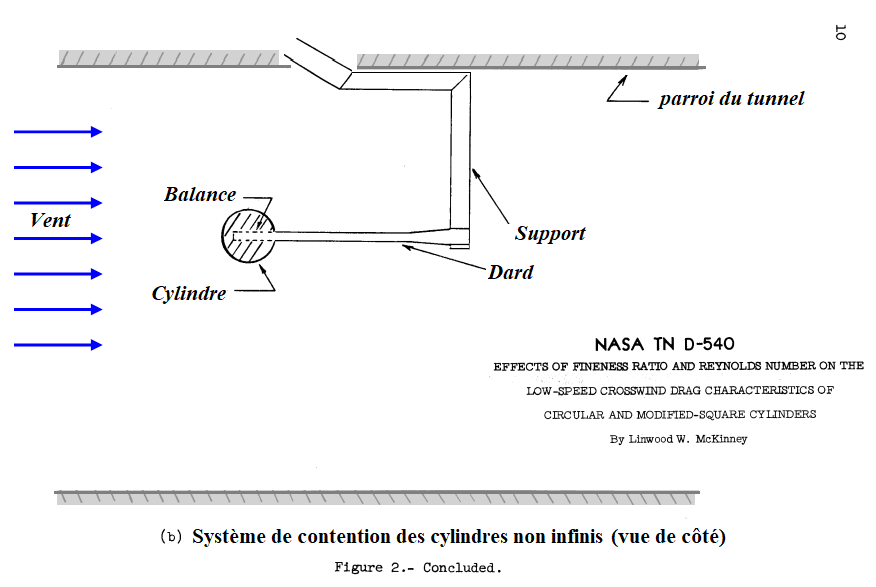 10
parroi du tunnel
Balance
Vent
Support
Dard
Cylindre
NASA TN D-540
EFFECTS OF FINENESS RATIO AND REYNOLDS NUMBER ON THE
LOW-SPEED CROSSWIND DRAG CHARACTERISTICS OF
CIRCULAR AND MODIFIED-SQUARE CYLINDERS
By Linwood W. McKinney
(b) Système de contention des cylindres non infinis (vue de côté)
Figure 2.- Concluded.